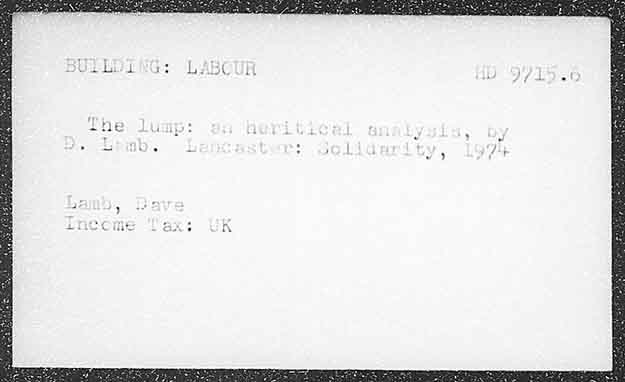 BUILDING: LABOUR HD 9715.6
The lump: an heritical analysis, by
D. Lamb. Lancaster: Solidarity, 1974
Lamb, Dave
Income Tax: UK